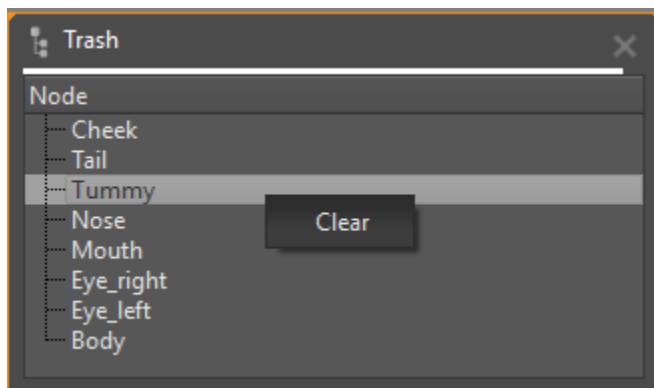 Trash
Node
Cheek
Tail
Tummy
Nose
Clear
Mouth
Eye_right
Eye_left
Body